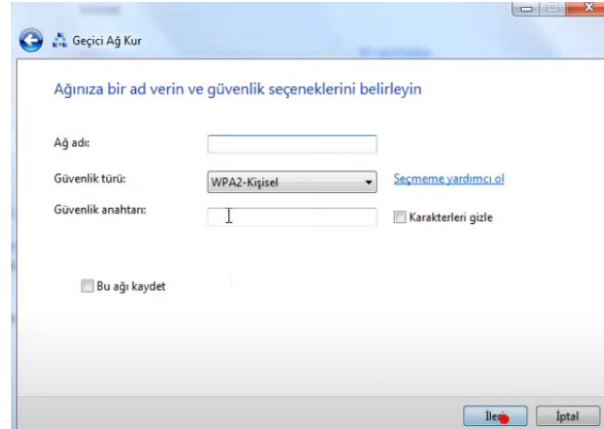 Geçici Ağ Kur
Ağınıza bir ad verin ve güvenlik seçeneklerini belirleyin
Ağ adı:
Güvenlik türü: WPA2-Kişisel Seçmeme yardımcı ol
Güvenlik anahtarı: Karakterleri gizle
Bu ağı kaydet
İleri İptal